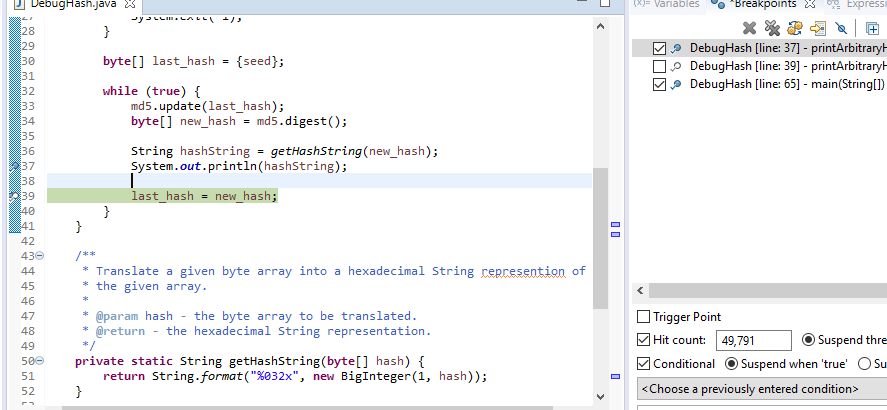 DebugHash.java
27 System.exit(-1);
28 }
29
30 byte[] last_hash = {seed};
31
32 while (true) {
33 md5.update(last_hash);
34 byte[] new_hash = md5.digest();
35
36 String hashString = getHashString(new_hash);
37 System.out.println(hashString);
38
39 last_hash = new_hash;
40 }
41 }
42
43 /**
44 * Translate a given byte array into a hexadecimal String represention of
45 * the given array.
46 *
47 * @param hash - the byte array to be translated.
48 * @return - the hexadecimal String representation.
49 */
50 private static String getHashString(byte[] hash) {
51 return String.format("%032x", new BigInteger(1, hash));
52 }
(x)= Variables *Breakpoints Expressi
DebugHash [line: 37] - printArbitraryH
DebugHash [line: 39] - printArbitraryH
DebugHash [line: 65] - main(String[])
Trigger Point
Hit count: 49,791 Suspend thre
Conditional Suspend when 'true' Su
<Choose a previously entered condition>